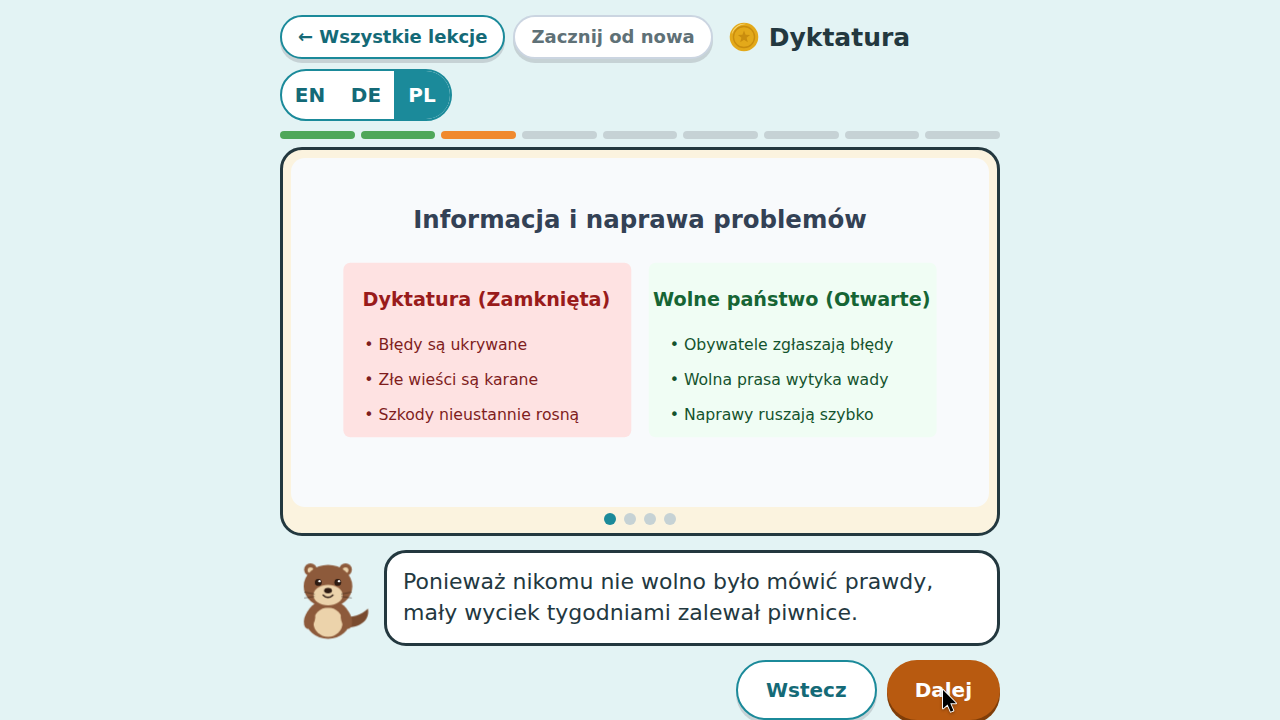 ← Wszystkie lekcje
Zacznij od nowa
Dyktatura
EN DE PL
Informacja i naprawa problemów
Dyktatura (Zamknięta)
• Błędy są ukrywane
• Złe wieści są karane
• Szkody nieustannie rosną
Wolne państwo (Otwarte)
• Obywatele zgłaszają błędy
• Wolna prasa wytyka wady
• Naprawy ruszają szybko
Ponieważ nikomu nie wolno było mówić prawdy,
mały wyciek tygodniami zalewał piwnice.
Wstecz
Dalej